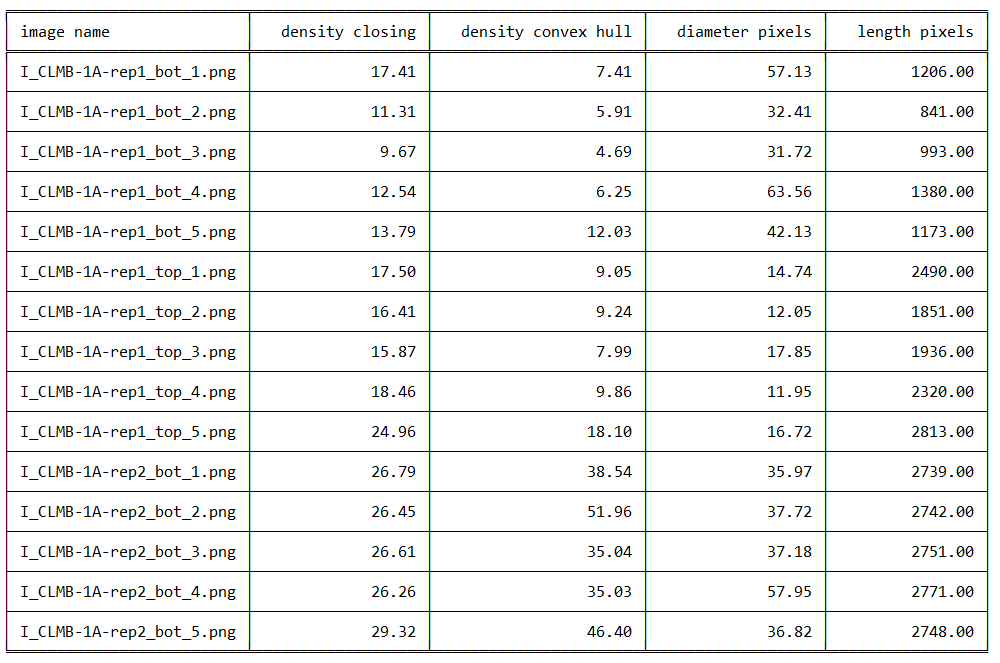 image name density closing density convex hull diameter pixels length pixels
I_CLMB-1A-rep1_bot_1.png 17.41 7.41 57.13 1206.00
I_CLMB-1A-rep1_bot_2.png 11.31 5.91 32.41 841.00
I_CLMB-1A-rep1_bot_3.png 9.67 4.69 31.72 993.00
I_CLMB-1A-rep1_bot_4.png 12.54 6.25 63.56 1380.00
I_CLMB-1A-rep1_bot_5.png 13.79 12.03 42.13 1173.00
I_CLMB-1A-rep1_top_1.png 17.50 9.05 14.74 2490.00
I_CLMB-1A-rep1_top_2.png 16.41 9.24 12.05 1851.00
I_CLMB-1A-rep1_top_3.png 15.87 7.99 17.85 1936.00
I_CLMB-1A-rep1_top_4.png 18.46 9.86 11.95 2320.00
I_CLMB-1A-rep1_top_5.png 24.96 18.10 16.72 2813.00
I_CLMB-1A-rep2_bot_1.png 26.79 38.54 35.97 2739.00
I_CLMB-1A-rep2_bot_2.png 26.45 51.96 37.72 2742.00
I_CLMB-1A-rep2_bot_3.png 26.61 35.04 37.18 2751.00
I_CLMB-1A-rep2_bot_4.png 26.26 35.03 57.95 2771.00
I_CLMB-1A-rep2_bot_5.png 29.32 46.40 36.82 2748.00